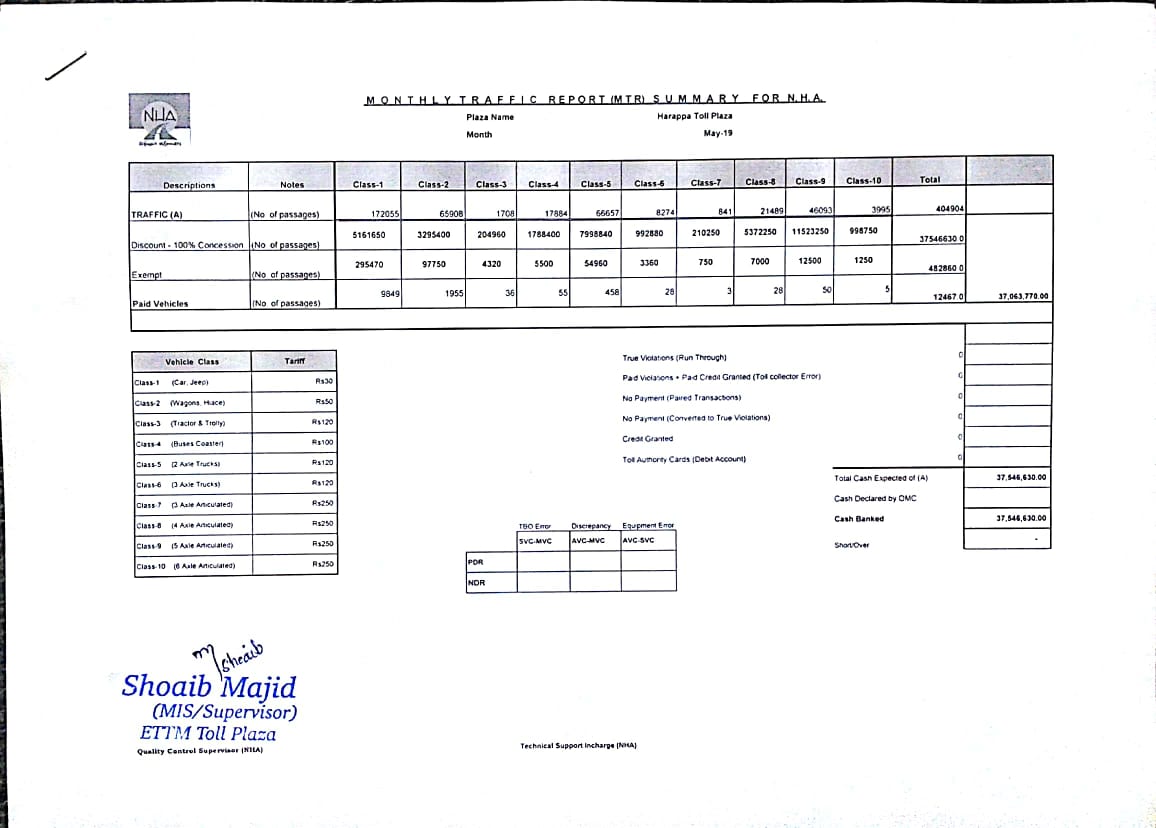 NHA
MONTHLY TRAFFIC REPORT (MTR) SUMMARY FOR N.H.A.
Plaza Name Harappa Toll Plaza
Month May-19
Descriptions Notes Class-1 Class-2 Class-3 Class-4 Class-5 Class-6 Class-7 Class-8 Class-9 Class-10 Total
TRAFFIC (A) (No of passages) 172055 65908 1708 17884 66657 8274 841 21489 46093 3995 404904
Discount - 100% Concession (No of passages) 5161650 3295400 204960 1788400 7998840 992880 210250 5372250 11523250 998750 37546630 0
Exempt (No of passages) 295470 97750 4320 5500 54960 3360 750 7000 12500 1250 482860 0
Paid Vehicles (No of passages) 9849 1955 36 55 458 28 3 28 50 5 12467.0 37,063,770.00
Vehicle Class Tariff
Class-1 (Car, Jeep) Rs30
Class-2 (Wagons, Hiace) Rs50
Class-3 (Tractor & Trolly) Rs120
Class-4 (Buses Coaster) Rs100
Class-5 (2 Axle Trucks) Rs120
Class-6 (3 Axle Trucks) Rs120
Class-7 (3 Axle Articulated) Rs250
Class-8 (4 Axle Articulated) Rs250
Class-9 (5 Axle Articulated) Rs250
Class-10 (6 Axle Articulated) Rs250
True Violations (Run Through) 0
Paid Violations + Paid Credit Granted (Toll collector Error) 0
No Payment (Paired Transactions) 0
No Payment (Converted to True Violations) 0
Credit Granted 0
Toll Authority Cards (Debit Account) 0
Total Cash Expected of (A) 37,546,630.00
Cash Declared by OMC
Cash Banked 37,546,630.00
Short/Over -
TBO Error Discrepancy Equipment Error
SVC-MVC AVC-MVC AVC-SVC
PDR
NDR
M Shoaib
Shoaib Majid
(MIS/Supervisor)
ETTM Toll Plaza
Quality Control Supervisor (NHA)
Technical Support Incharge (NHA)